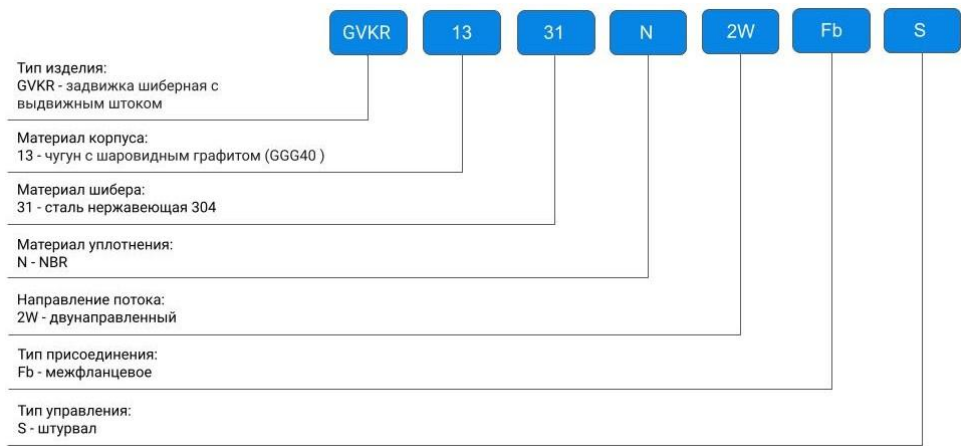 GVKR 13 31 N 2W Fb S
Тип изделия:
GVKR - задвижка шиберная с
выдвижным штоком
Материал корпуса:
13 - чугун с шаровидным графитом (GGG40 )
Материал шибера:
31 - сталь нержавеющая 304
Материал уплотнения:
N - NBR
Направление потока:
2W - двунаправленный
Тип присоединения:
Fb - межфланцевое
Тип управления:
S - штурвал